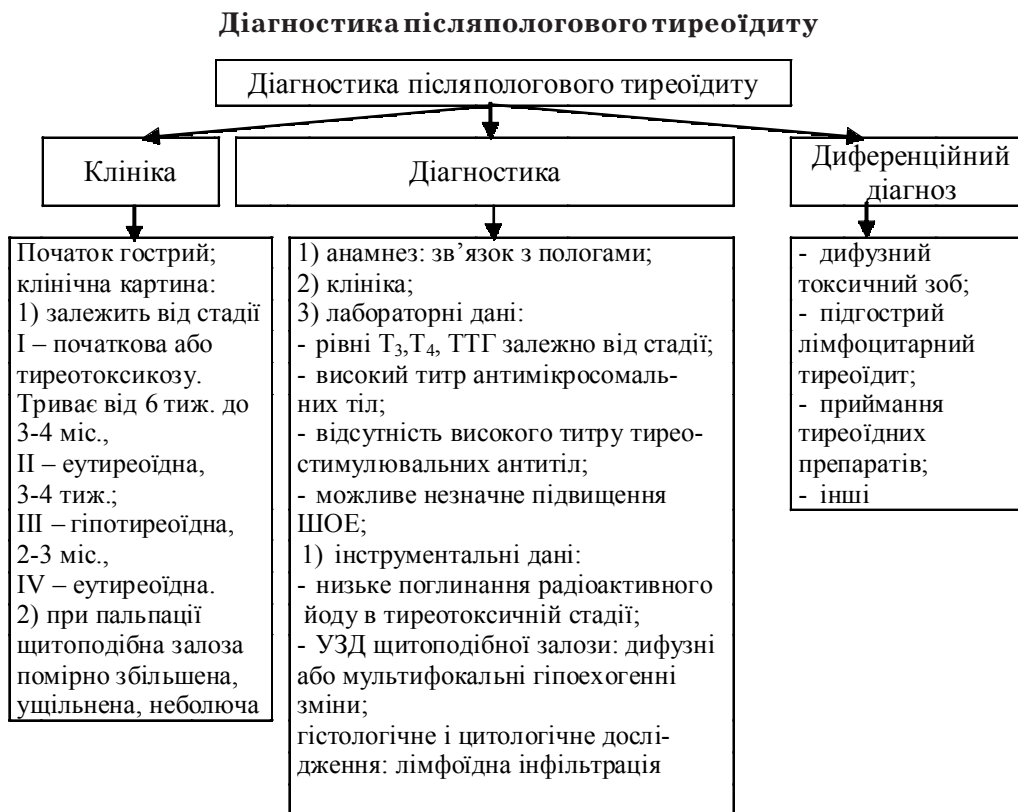 Діагностика післяпологового тиреоїдиту
Діагностика післяпологового тиреоїдиту
Клініка
Діагностика
Диференційний
діагноз
Початок гострий;
клінічна картина:
1) залежить від стадії
I – початкова або
тиреотоксикозу.
Триває від 6 тиж. до
3-4 міс.,
II – еутиреоїдна,
3-4 тиж.;
III – гіпотиреоїдна,
2-3 міс.,
IV – еутиреоїдна.
2) при пальпації
щитоподібна залоза
помірно збільшена,
ущільнена, неболюча
1) анамнез: зв’язок з пологами;
2) клініка;
3) лабораторні дані:
- рівні T₃,T₄, ТТГ залежно від стадії;
- високий титр антимікросомаль-
них тіл;
- відсутність високого титру тирео-
стимулювальних антитіл;
- можливе незначне підвищення
ШОЕ;
1) інструментальні дані:
- низьке поглинання радіоактивного
йоду в тиреотоксичній стадії;
- УЗД щитоподібної залози: дифузні
або мультифокальні гіпоехогенні
зміни;
гістологічне і цитологічне дослі-
дження: лімфоїдна інфільтрація
- дифузний
токсичний зоб;
- підгострий
лімфоцитарний
тиреоїдит;
- приймання
тиреоїдних
препаратів;
- інші